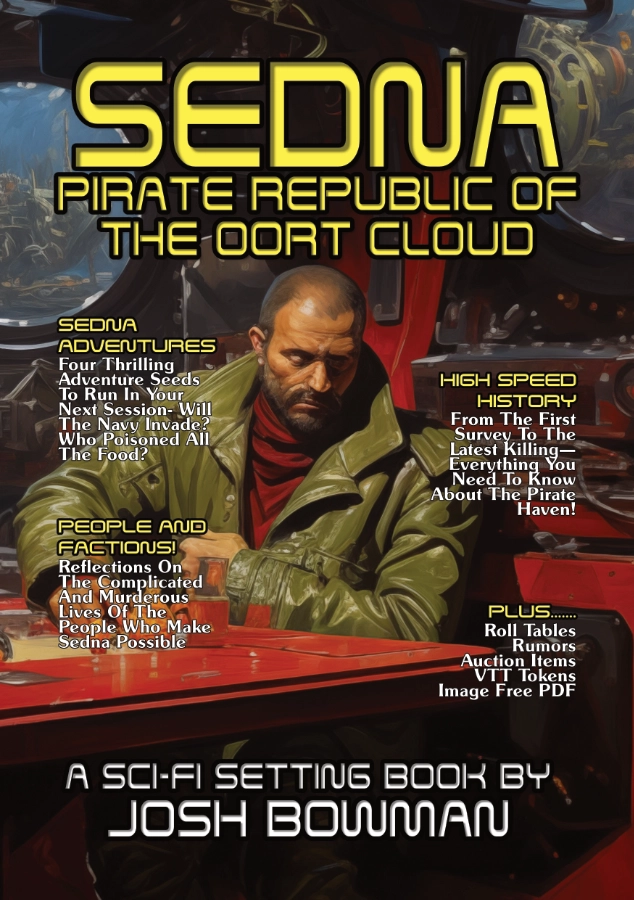 SEDNA
PIRATE REPUBLIC OF
THE OORT CLOUD
SEDNA
ADVENTURES
Four Thrilling
Adventure Seeds
To Run In Your
Next Session- Will
The Navy Invade?
Who Poisoned All
The Food?
HIGH SPEED
HISTORY
From The First
Survey To The
Latest Killing—
Everything You
Need To Know
About The Pirate
Haven!
PEOPLE AND
FACTIONS!
Reflections On
The Complicated
And Murderous
Lives Of The
People Who Make
Sedna Possible
PLUS.......
Roll Tables
Rumors
Auction Items
VTT Tokens
Image Free PDF
A SCI-FI SETTING BOOK BY
JOSH BOWMAN